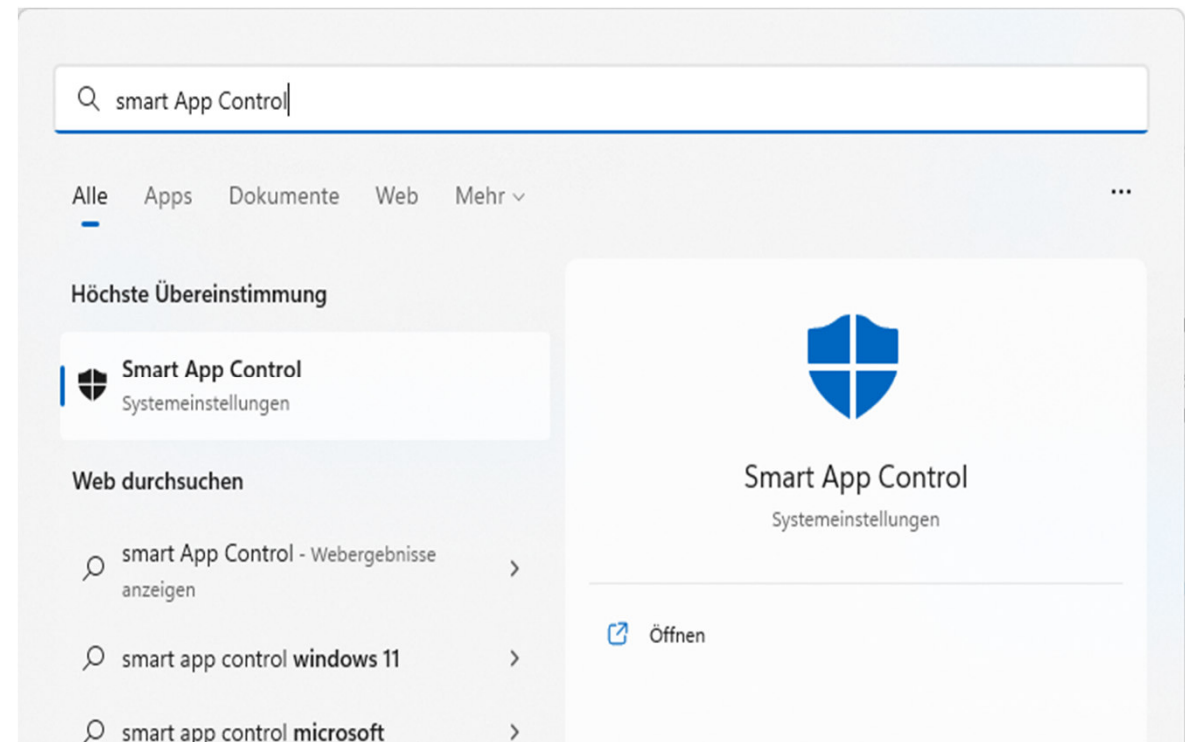 smart App Control
Alle Apps Dokumente Web Mehr
Höchste Übereinstimmung
Smart App Control
Systemeinstellungen
Web durchsuchen
smart App Control - Webergebnisse
anzeigen
smart app control windows 11
smart app control microsoft
Smart App Control
Systemeinstellungen
Öffnen